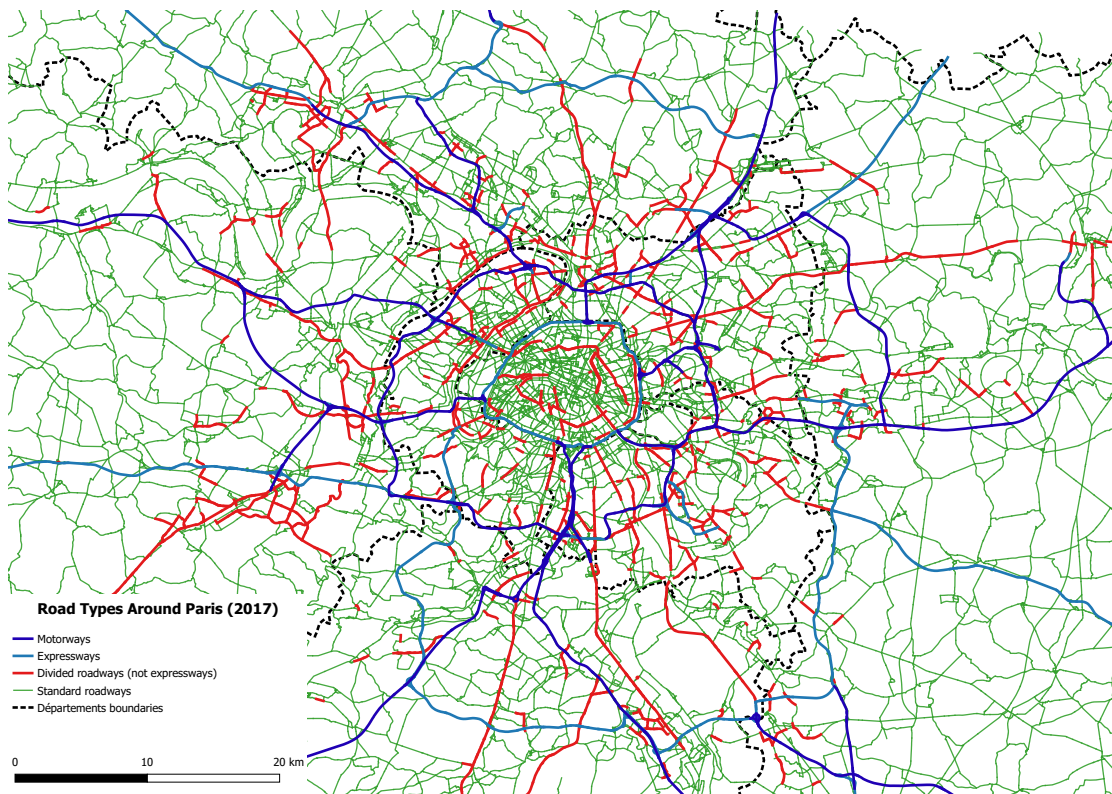 Road Types Around Paris (2017)
Motorways
Expressways
Divided roadways (not expressways)
Standard roadways
Départements boundaries
0 10 20 km